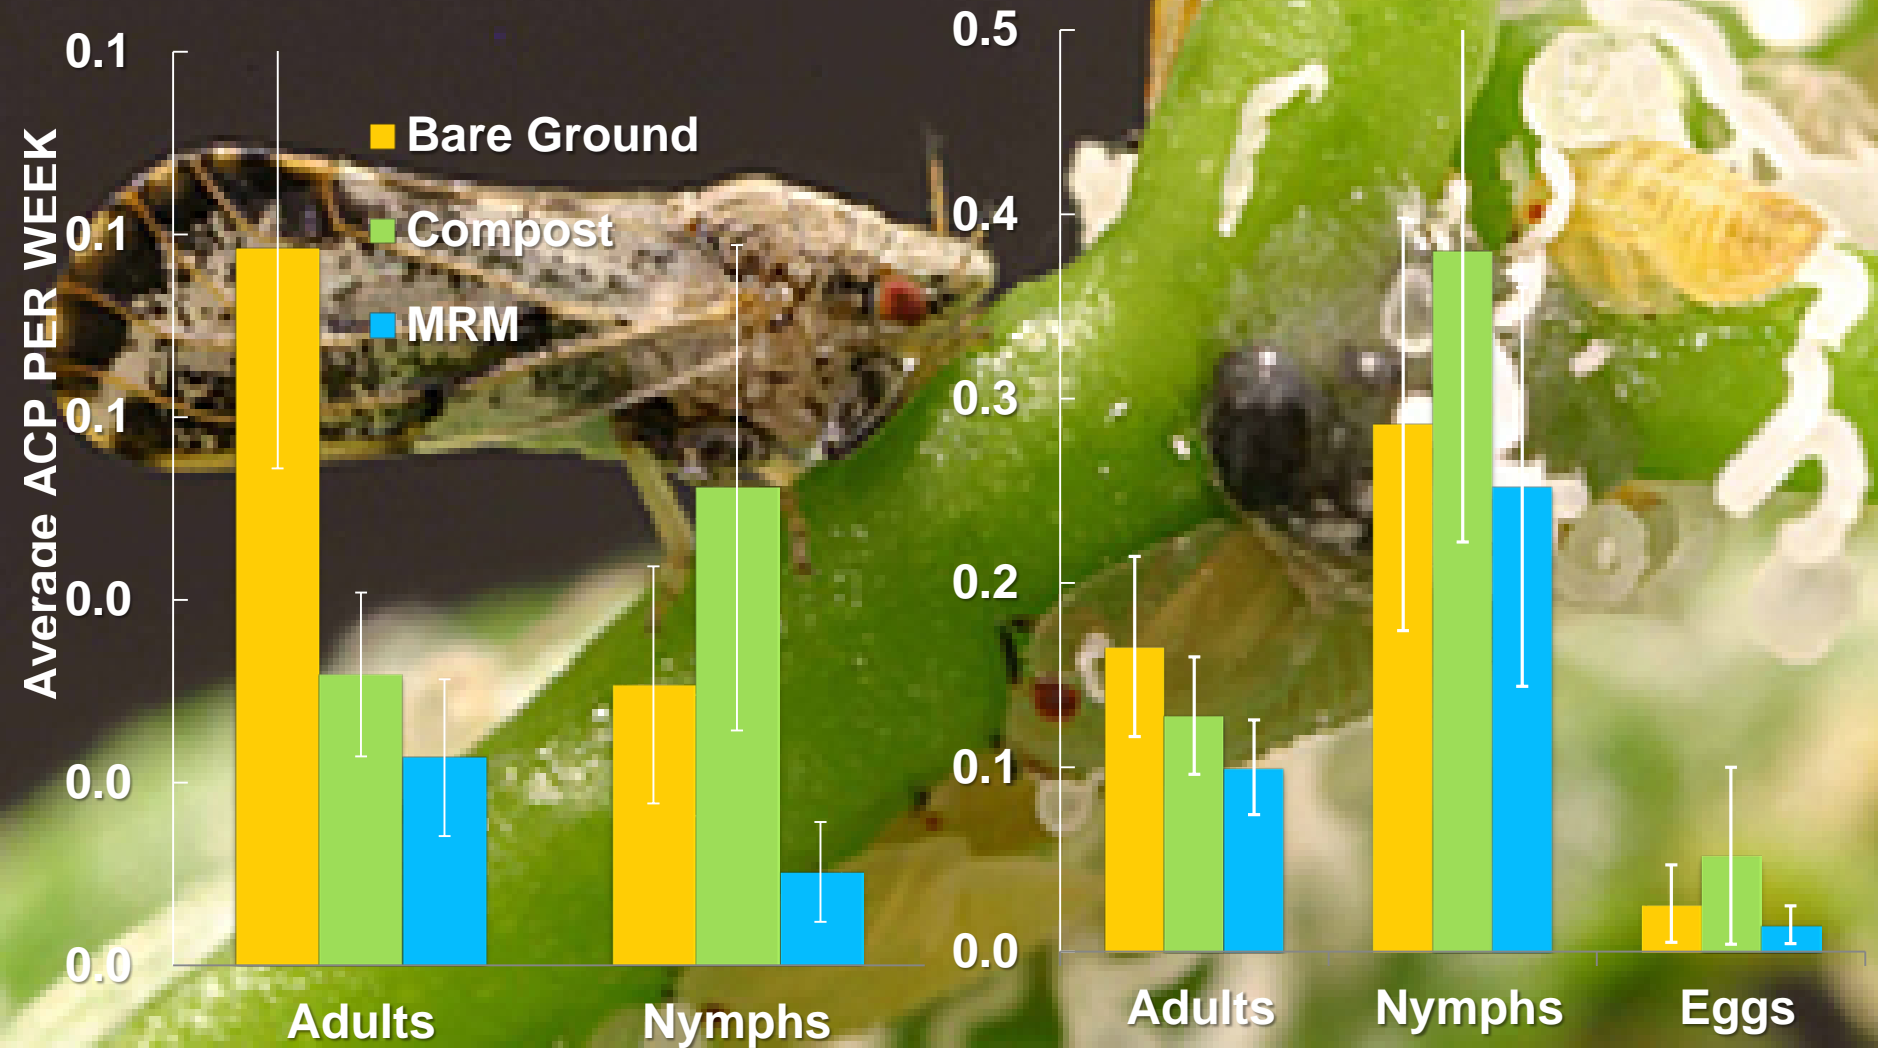 Average ACP PER WEEK
0.1
0.1
0.1
0.0
0.0
0.0
Bare Ground
Compost
MRM
Adults
Nymphs
0.5
0.4
0.3
0.2
0.1
0.0
Adults
Nymphs
Eggs